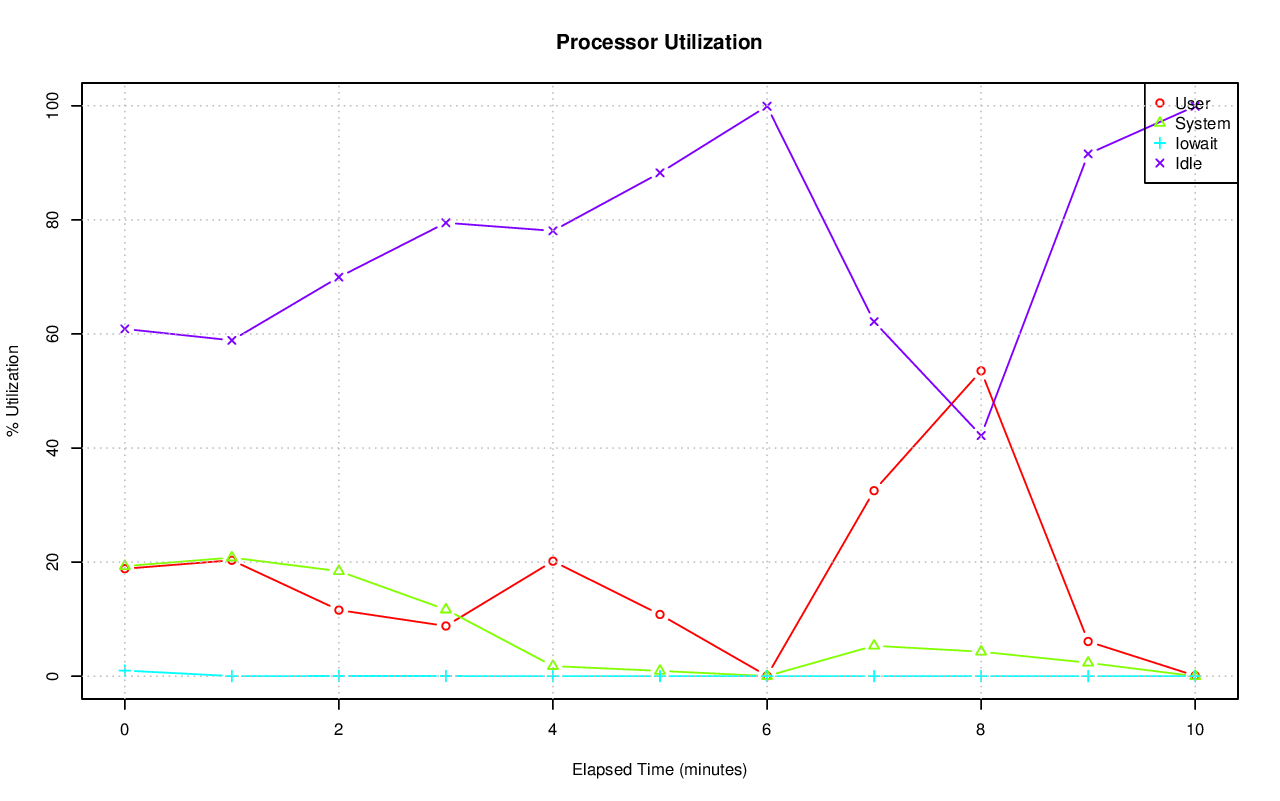 Processor Utilization
% Utilization
100
80
60
40
20
0
User
System
Iowait
Idle
0 2 4 6 8 10
Elapsed Time (minutes)